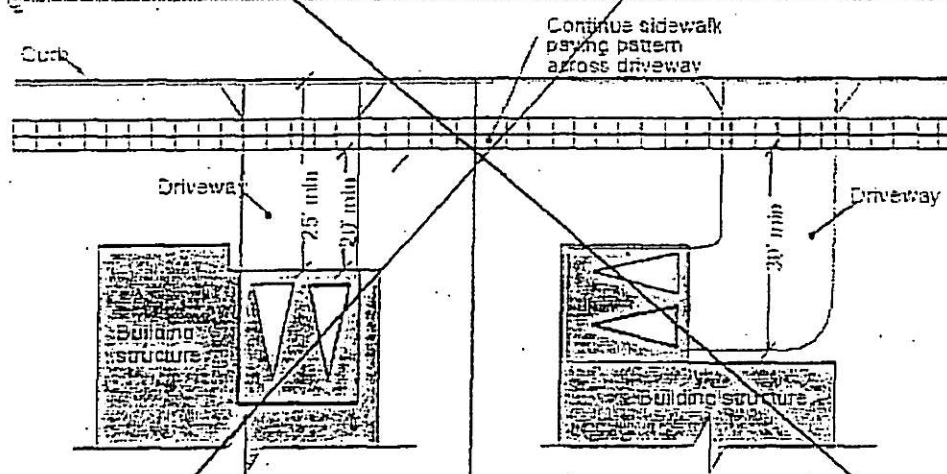 Curb
Continue sidewalk
paving pattern
across driveway
Driveway
25' min
20' min
30' min
Driveway
Building
structure
Building structure